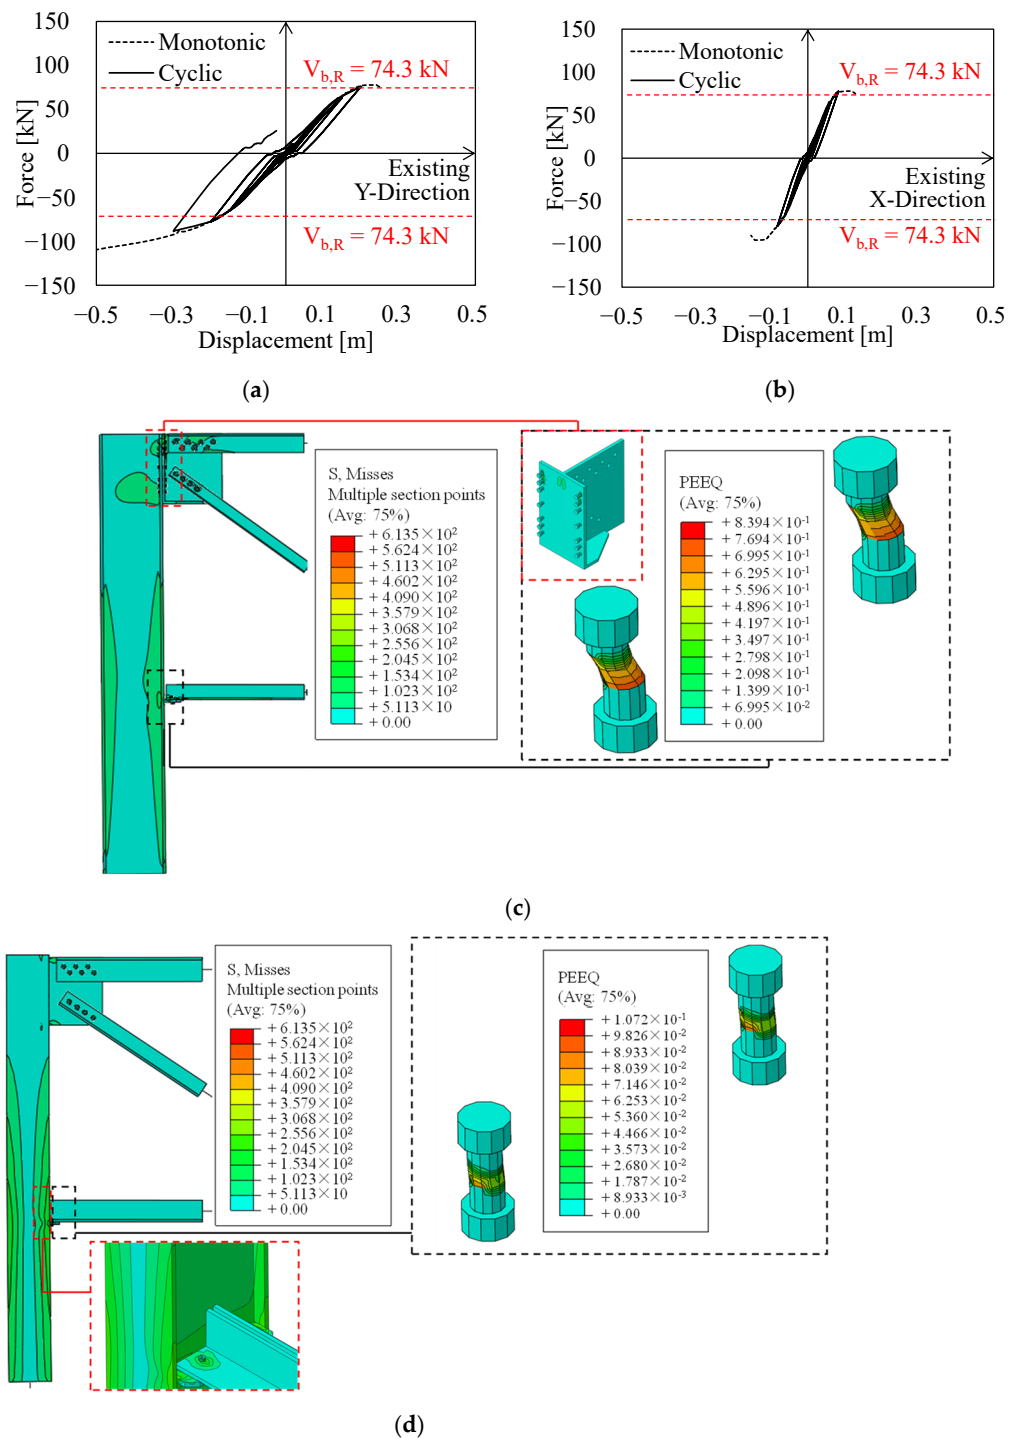 150
100
50
0
−50
−100
−150
Force [kN]
Monotonic
Cyclic
V_b,R = 74.3 kN
Existing
Y-Direction
V_b,R = 74.3 kN
−0.5 −0.3 −0.1 0.1 0.3 0.5
Displacement [m]
(a)
150
100
50
0
−50
−100
−150
Force [kN]
Monotonic
Cyclic
V_b,R = 74.3 kN
Existing
X-Direction
V_b,R = 74.3 kN
−0.5 −0.3 −0.1 0.1 0.3 0.5
Displacement [m]
(b)
S, Misses
Multiple section points
(Avg: 75%)
+ 6.135×10²
+ 5.624×10²
+ 5.113×10²
+ 4.602×10²
+ 4.090×10²
+ 3.579×10²
+ 3.068×10²
+ 2.556×10²
+ 2.045×10²
+ 1.534×10²
+ 1.023×10²
+ 5.113×10
+ 0.00
PEEQ
(Avg: 75%)
+ 8.394×10⁻¹
+ 7.694×10⁻¹
+ 6.995×10⁻¹
+ 6.295×10⁻¹
+ 5.596×10⁻¹
+ 4.896×10⁻¹
+ 4.197×10⁻¹
+ 3.497×10⁻¹
+ 2.798×10⁻¹
+ 2.098×10⁻¹
+ 1.399×10⁻¹
+ 6.995×10⁻²
+ 0.00
(c)
S, Misses
Multiple section points
(Avg: 75%)
+ 6.135×10²
+ 5.624×10²
+ 5.113×10²
+ 4.602×10²
+ 4.090×10²
+ 3.579×10²
+ 3.068×10²
+ 2.556×10²
+ 2.045×10²
+ 1.534×10²
+ 1.023×10²
+ 5.113×10
+ 0.00
PEEQ
(Avg: 75%)
+1.072×10⁻¹
+9.826×10⁻²
+8.933×10⁻²
+8.039×10⁻²
+7.146×10⁻²
+6.253×10⁻²
+5.360×10⁻²
+4.466×10⁻²
+3.573×10⁻²
+2.680×10⁻²
+1.787×10⁻²
+8.933×10⁻³
+0.00
(d)